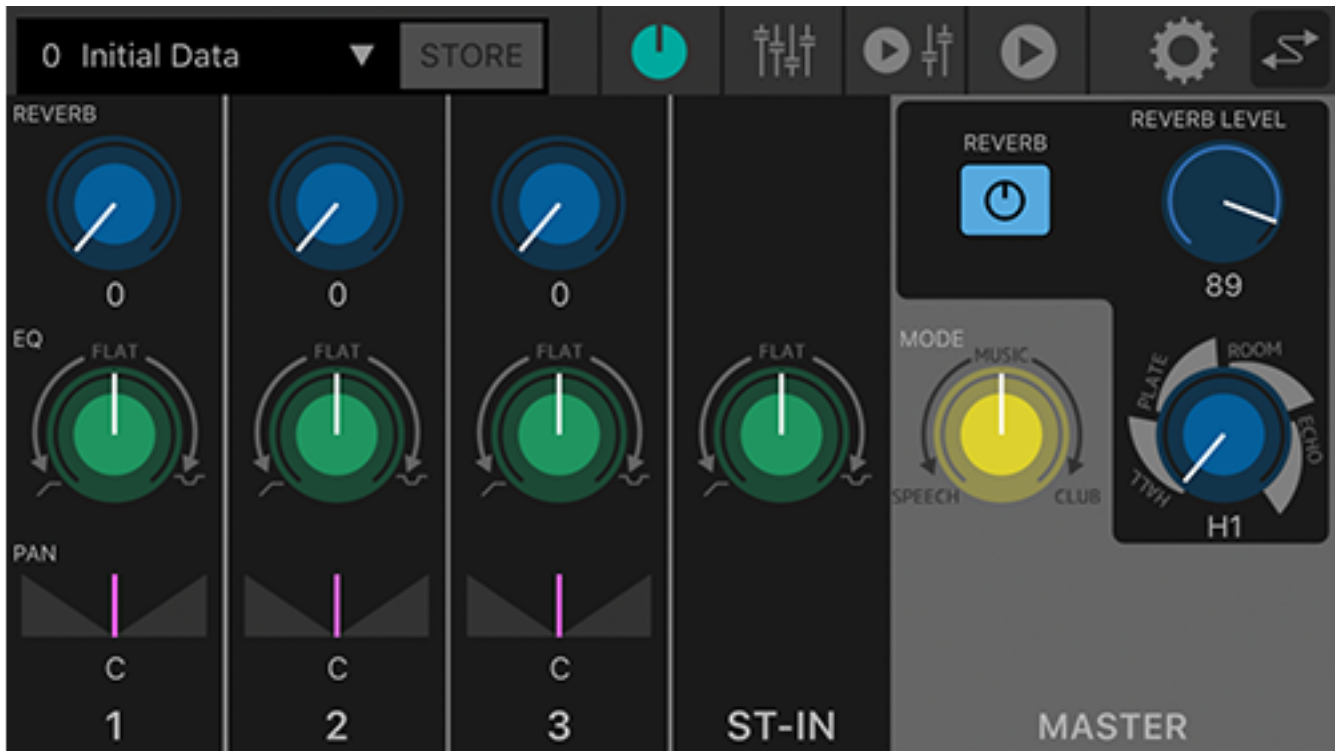 0 Initial Data ▼ STORE
REVERB
0
0
0
REVERB
REVERB LEVEL
89
EQ
FLAT
FLAT
FLAT
FLAT
MODE
MUSIC
SPEECH
CLUB
HALL
PLATE
ROOM
ECHO
H1
PAN
C
C
C
1
2
3
ST-IN
MASTER